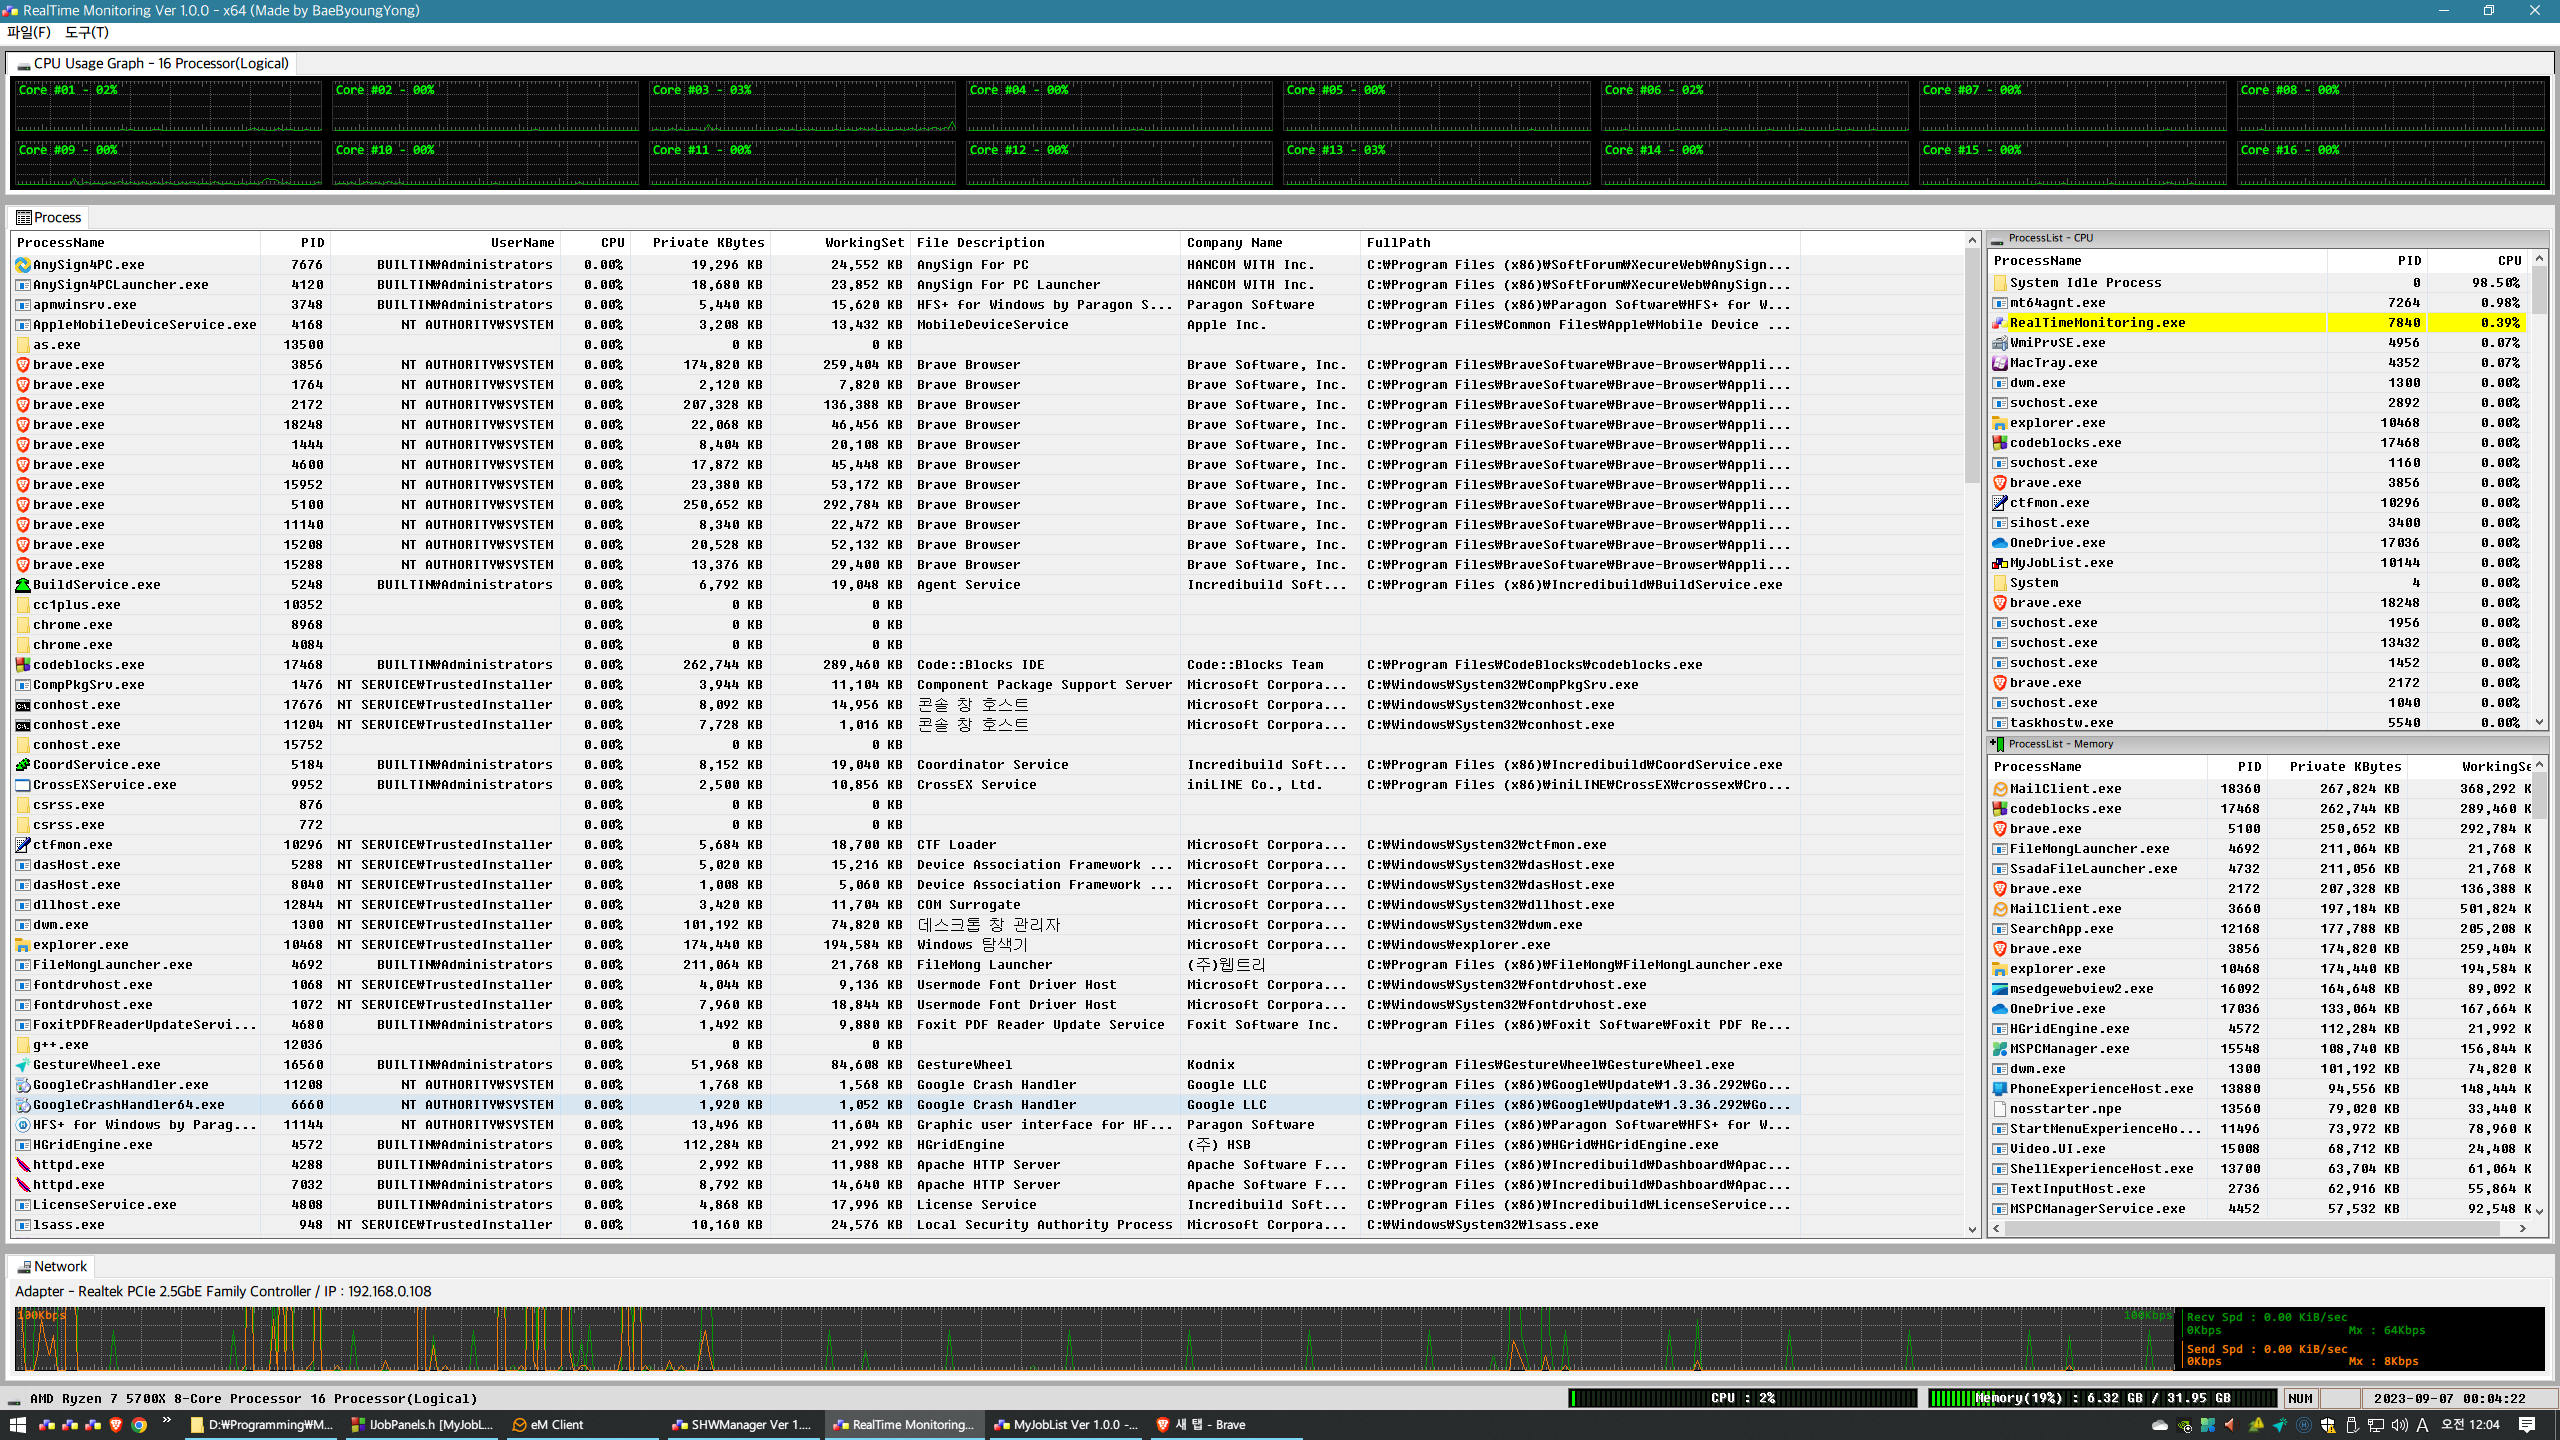 RealTime Monitoring Ver 1.0.0 - x64 (Made by BaeByoungYong)
파일(F) 도구(T)
CPU Usage Graph - 16 Processor(Logical)
Core #01 - 02% Core #02 - 00% Core #03 - 03% Core #04 - 00% Core #05 - 00% Core #06 - 02% Core #07 - 00% Core #08 - 00%
Core #09 - 00% Core #10 - 00% Core #11 - 00% Core #12 - 00% Core #13 - 03% Core #14 - 00% Core #15 - 00% Core #16 - 00%
Process
ProcessName PID UserName CPU Private KBytes WorkingSet File Description Company Name FullPath
AnySign4PC.exe 7676 BUILTIN₩Administrators 0.00% 19,296 KB 24,552 KB AnySign For PC HANCOM WITH Inc. C:₩Program Files (x86)₩SoftForum₩XecureWeb₩AnySign...
AnySign4PCLauncher.exe 4120 BUILTIN₩Administrators 0.00% 18,680 KB 23,852 KB AnySign For PC Launcher HANCOM WITH Inc. C:₩Program Files (x86)₩SoftForum₩XecureWeb₩AnySign...
apmwinsrv.exe 3748 BUILTIN₩Administrators 0.00% 5,440 KB 15,620 KB HFS+ for Windows by Paragon S... Paragon Software C:₩Program Files (x86)₩Paragon Software₩HFS+ for W...
AppleMobileDeviceService.exe 4168 NT AUTHORITY₩SYSTEM 0.00% 3,208 KB 13,432 KB MobileDeviceService Apple Inc. C:₩Program Files₩Common Files₩Apple₩Mobile Device ...
as.exe 13500 0.00% 0 KB 0 KB
brave.exe 3856 NT AUTHORITY₩SYSTEM 0.00% 174,820 KB 259,404 KB Brave Browser Brave Software, Inc. C:₩Program Files₩BraveSoftware₩Brave-Browser₩Appli...
brave.exe 1764 NT AUTHORITY₩SYSTEM 0.00% 2,120 KB 7,820 KB Brave Browser Brave Software, Inc. C:₩Program Files₩BraveSoftware₩Brave-Browser₩Appli...
brave.exe 2172 NT AUTHORITY₩SYSTEM 0.00% 207,328 KB 136,388 KB Brave Browser Brave Software, Inc. C:₩Program Files₩BraveSoftware₩Brave-Browser₩Appli...
brave.exe 18248 NT AUTHORITY₩SYSTEM 0.00% 22,068 KB 46,456 KB Brave Browser Brave Software, Inc. C:₩Program Files₩BraveSoftware₩Brave-Browser₩Appli...
brave.exe 1444 NT AUTHORITY₩SYSTEM 0.00% 8,404 KB 20,108 KB Brave Browser Brave Software, Inc. C:₩Program Files₩BraveSoftware₩Brave-Browser₩Appli...
brave.exe 4600 NT AUTHORITY₩SYSTEM 0.00% 17,872 KB 45,448 KB Brave Browser Brave Software, Inc. C:₩Program Files₩BraveSoftware₩Brave-Browser₩Appli...
brave.exe 15952 NT AUTHORITY₩SYSTEM 0.00% 23,380 KB 53,172 KB Brave Browser Brave Software, Inc. C:₩Program Files₩BraveSoftware₩Brave-Browser₩Appli...
brave.exe 5100 NT AUTHORITY₩SYSTEM 0.00% 250,652 KB 292,784 KB Brave Browser Brave Software, Inc. C:₩Program Files₩BraveSoftware₩Brave-Browser₩Appli...
brave.exe 11140 NT AUTHORITY₩SYSTEM 0.00% 8,340 KB 22,472 KB Brave Browser Brave Software, Inc. C:₩Program Files₩BraveSoftware₩Brave-Browser₩Appli...
brave.exe 15208 NT AUTHORITY₩SYSTEM 0.00% 20,528 KB 52,132 KB Brave Browser Brave Software, Inc. C:₩Program Files₩BraveSoftware₩Brave-Browser₩Appli...
brave.exe 15288 NT AUTHORITY₩SYSTEM 0.00% 13,376 KB 29,400 KB Brave Browser Brave Software, Inc. C:₩Program Files₩BraveSoftware₩Brave-Browser₩Appli...
BuildService.exe 5248 BUILTIN₩Administrators 0.00% 6,792 KB 19,048 KB Agent Service Incredibuild Soft... C:₩Program Files (x86)₩Incredibuild₩BuildService.exe
cc1plus.exe 10352 0.00% 0 KB 0 KB
chrome.exe 8968 0.00% 0 KB 0 KB
chrome.exe 4084 0.00% 0 KB 0 KB
codeblocks.exe 17468 BUILTIN₩Administrators 0.00% 262,744 KB 289,460 KB Code::Blocks IDE Code::Blocks Team C:₩Program Files₩CodeBlocks₩codeblocks.exe
CompPkgSrv.exe 1476 NT SERVICE₩TrustedInstaller 0.00% 3,944 KB 11,104 KB Component Package Support Server Microsoft Corpora... C:₩Windows₩System32₩CompPkgSrv.exe
conhost.exe 17676 NT SERVICE₩TrustedInstaller 0.00% 8,092 KB 14,956 KB 콘솔 창 호스트 Microsoft Corpora... C:₩Windows₩System32₩conhost.exe
conhost.exe 11204 NT SERVICE₩TrustedInstaller 0.00% 7,728 KB 1,016 KB 콘솔 창 호스트 Microsoft Corpora... C:₩Windows₩System32₩conhost.exe
conhost.exe 15752 0.00% 0 KB 0 KB
CoordService.exe 5184 BUILTIN₩Administrators 0.00% 8,152 KB 19,040 KB Coordinator Service Incredibuild Soft... C:₩Program Files (x86)₩Incredibuild₩CoordService.exe
CrossEXService.exe 9952 BUILTIN₩Administrators 0.00% 2,500 KB 10,856 KB CrossEX Service iniLINE Co., Ltd. C:₩Program Files (x86)₩iniLINE₩CrossEX₩crossex₩Cro...
csrss.exe 876 0.00% 0 KB 0 KB
csrss.exe 772 0.00% 0 KB 0 KB
ctfmon.exe 10296 NT SERVICE₩TrustedInstaller 0.00% 5,684 KB 18,700 KB CTF Loader Microsoft Corpora... C:₩Windows₩System32₩ctfmon.exe
dasHost.exe 5288 NT SERVICE₩TrustedInstaller 0.00% 5,020 KB 15,216 KB Device Association Framework ... Microsoft Corpora... C:₩Windows₩System32₩dasHost.exe
dasHost.exe 8040 NT SERVICE₩TrustedInstaller 0.00% 1,008 KB 5,060 KB Device Association Framework ... Microsoft Corpora... C:₩Windows₩System32₩dasHost.exe
dllhost.exe 12844 NT SERVICE₩TrustedInstaller 0.00% 3,420 KB 11,704 KB COM Surrogate Microsoft Corpora... C:₩Windows₩System32₩dllhost.exe
dwm.exe 1300 NT SERVICE₩TrustedInstaller 0.00% 101,192 KB 74,820 KB 데스크톱 창 관리자 Microsoft Corpora... C:₩Windows₩System32₩dwm.exe
explorer.exe 10468 NT SERVICE₩TrustedInstaller 0.00% 174,440 KB 194,584 KB Windows 탐색기 Microsoft Corpora... C:₩Windows₩explorer.exe
FileMongLauncher.exe 4692 BUILTIN₩Administrators 0.00% 211,064 KB 21,768 KB FileMong Launcher (주)웹트리 C:₩Program Files (x86)₩FileMong₩FileMongLauncher.exe
fontdrvhost.exe 1068 NT SERVICE₩TrustedInstaller 0.00% 4,044 KB 9,136 KB Usermode Font Driver Host Microsoft Corpora... C:₩Windows₩System32₩fontdrvhost.exe
fontdrvhost.exe 1072 NT SERVICE₩TrustedInstaller 0.00% 7,960 KB 18,844 KB Usermode Font Driver Host Microsoft Corpora... C:₩Windows₩System32₩fontdrvhost.exe
FoxitPDFReaderUpdateServi... 4680 BUILTIN₩Administrators 0.00% 1,492 KB 9,880 KB Foxit PDF Reader Update Service Foxit Software Inc. C:₩Program Files (x86)₩Foxit Software₩Foxit PDF Re...
g++.exe 12036 0.00% 0 KB 0 KB
GestureWheel.exe 16560 BUILTIN₩Administrators 0.00% 51,968 KB 84,608 KB GestureWheel Kodnix C:₩Program Files₩GestureWheel₩GestureWheel.exe
GoogleCrashHandler.exe 11208 NT AUTHORITY₩SYSTEM 0.00% 1,768 KB 1,568 KB Google Crash Handler Google LLC C:₩Program Files (x86)₩Google₩Update₩1.3.36.292₩Go...
GoogleCrashHandler64.exe 6660 NT AUTHORITY₩SYSTEM 0.00% 1,920 KB 1,052 KB Google Crash Handler Google LLC C:₩Program Files (x86)₩Google₩Update₩1.3.36.292₩Go...
HFS+ for Windows by Parag... 11144 NT AUTHORITY₩SYSTEM 0.00% 13,496 KB 11,604 KB Graphic user interface for HF... Paragon Software C:₩Program Files (x86)₩Paragon Software₩HFS+ for W...
HGridEngine.exe 4572 BUILTIN₩Administrators 0.00% 112,284 KB 21,992 KB HGridEngine (주) HSB C:₩Program Files (x86)₩HGrid₩HGridEngine.exe
httpd.exe 4288 BUILTIN₩Administrators 0.00% 2,992 KB 11,988 KB Apache HTTP Server Apache Software F... C:₩Program Files (x86)₩Incredibuild₩Dashboard₩Apac...
httpd.exe 7032 BUILTIN₩Administrators 0.00% 8,792 KB 14,640 KB Apache HTTP Server Apache Software F... C:₩Program Files (x86)₩Incredibuild₩Dashboard₩Apac...
LicenseService.exe 4808 BUILTIN₩Administrators 0.00% 4,868 KB 17,996 KB License Service Incredibuild Soft... C:₩Program Files (x86)₩Incredibuild₩LicenseService...
lsass.exe 948 NT SERVICE₩TrustedInstaller 0.00% 10,160 KB 24,576 KB Local Security Authority Process Microsoft Corpora... C:₩Windows₩System32₩lsass.exe
ProcessList - CPU
ProcessName PID CPU
System Idle Process 0 98.50%
mt64agnt.exe 7264 0.98%
RealTimeMonitoring.exe 7840 0.39%
WmiPrvSE.exe 4956 0.07%
MacTray.exe 4352 0.07%
dwm.exe 1300 0.00%
svchost.exe 2892 0.00%
explorer.exe 10468 0.00%
codeblocks.exe 17468 0.00%
svchost.exe 1160 0.00%
brave.exe 3856 0.00%
ctfmon.exe 10296 0.00%
sihost.exe 3400 0.00%
OneDrive.exe 17036 0.00%
MyJobList.exe 10144 0.00%
System 4 0.00%
brave.exe 18248 0.00%
svchost.exe 1956 0.00%
svchost.exe 13432 0.00%
svchost.exe 1452 0.00%
brave.exe 2172 0.00%
svchost.exe 1040 0.00%
taskhostw.exe 5540 0.00%
ProcessList - Memory
ProcessName PID Private KBytes WorkingSe
MailClient.exe 18360 267,824 KB 368,292 K
codeblocks.exe 17468 262,744 KB 289,460 K
brave.exe 5100 250,652 KB 292,784 K
FileMongLauncher.exe 4692 211,064 KB 21,768 K
SsadaFileLauncher.exe 4732 211,056 KB 21,768 K
brave.exe 2172 207,328 KB 136,388 K
MailClient.exe 3660 197,184 KB 501,824 K
SearchApp.exe 12168 177,788 KB 205,208 K
brave.exe 3856 174,820 KB 259,404 K
explorer.exe 10468 174,440 KB 194,584 K
msedgewebview2.exe 16092 164,648 KB 89,092 K
OneDrive.exe 17036 133,064 KB 167,664 K
HGridEngine.exe 4572 112,284 KB 21,992 K
MSPCManager.exe 15548 108,740 KB 156,844 K
dwm.exe 1300 101,192 KB 74,820 K
PhoneExperienceHost.exe 13880 94,556 KB 148,444 K
nosstarter.npe 13560 79,020 KB 33,440 K
StartMenuExperienceHo... 11496 73,972 KB 78,960 K
Video.UI.exe 15008 68,712 KB 24,408 K
ShellExperienceHost.exe 13700 63,704 KB 61,064 K
TextInputHost.exe 2736 62,916 KB 55,864 K
MSPCManagerService.exe 4452 57,532 KB 92,548 K
Network
Adapter - Realtek PCIe 2.5GbE Family Controller / IP : 192.168.0.108
100Kbps 100Kbps Recv Spd : 0.00 KiB/sec
0Kbps Mx : 64Kbps
Send Spd : 0.00 KiB/sec
0Kbps Mx : 8Kbps
AMD Ryzen 7 5700X 8-Core Processor 16 Processor(Logical) CPU : 2% Memory(19%) : 6.32 GB / 31.95 GB NUM 2023-09-07 00:04:22
D:₩Programming₩M... IJobPanels.h [MyJobL... eM Client SHWManager Ver 1.... RealTime Monitoring... MyJobList Ver 1.0.0 -... 새 탭 - Brave A 오전 12:04